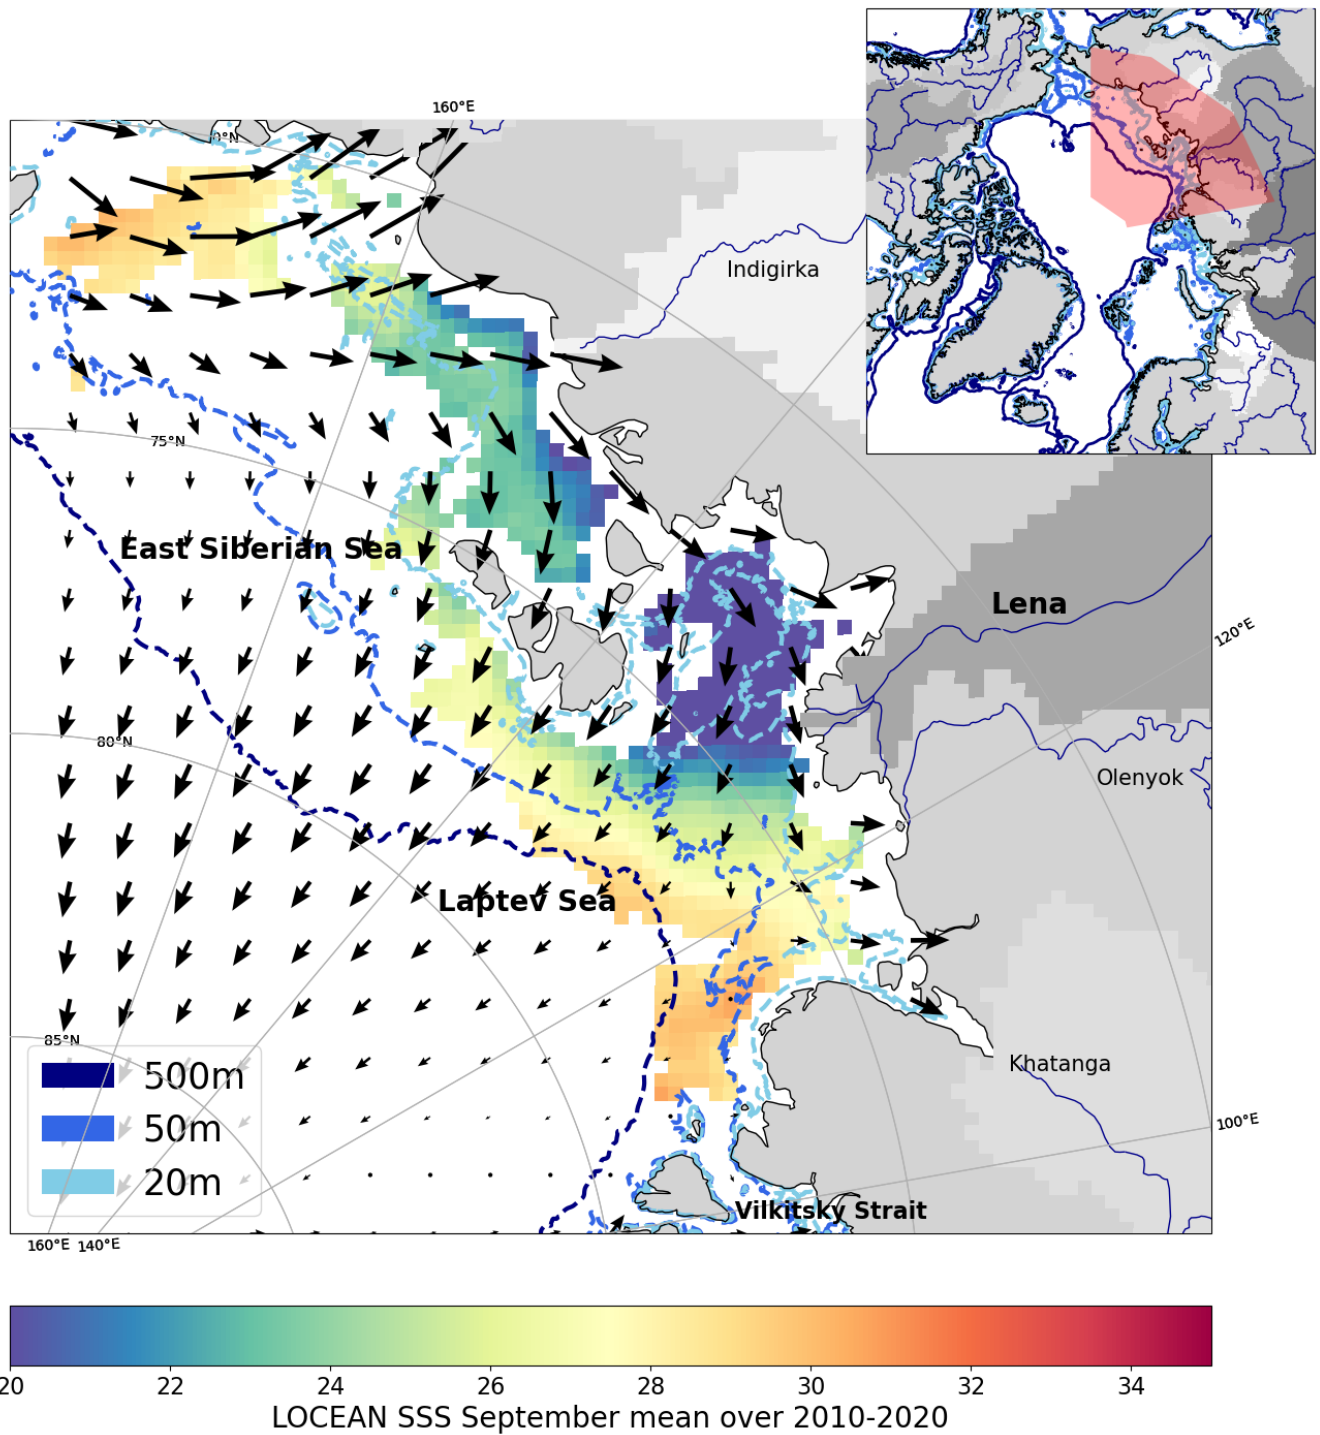 160°E
0°N
Indigirka
75°N
East Siberian Sea
Lena
120°E
80°N
Olenyok
Laptev Sea
85°N
500m
Khatanga
50m
100°E
20m
Vilkitsky Strait
160°E 140°E
20 22 24 26 28 30 32 34
LOCEAN SSS September mean over 2010-2020